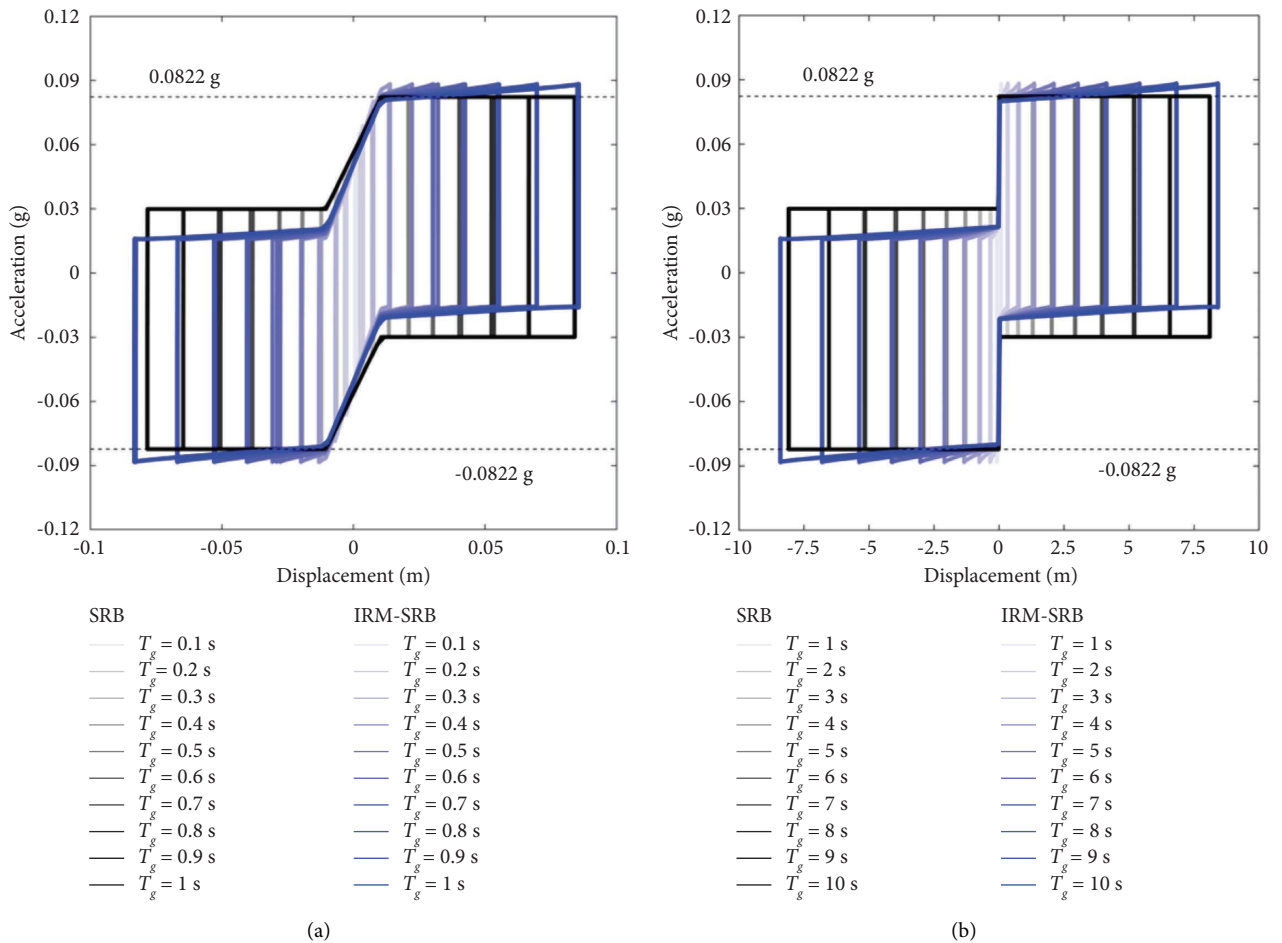 0.12
0.09
0.06
0.03
0
-0.03
-0.06
-0.09
-0.12
Acceleration (g)
0.0822 g
-0.0822 g
-0.1
-0.05
0
0.05
0.1
Displacement (m)
SRB
T_g = 0.1 s
T_g = 0.2 s
T_g = 0.3 s
T_g = 0.4 s
T_g = 0.5 s
T_g = 0.6 s
T_g = 0.7 s
T_g = 0.8 s
T_g = 0.9 s
T_g = 1 s
IRM-SRB
T_g = 0.1 s
T_g = 0.2 s
T_g = 0.3 s
T_g = 0.4 s
T_g = 0.5 s
T_g = 0.6 s
T_g = 0.7 s
T_g = 0.8 s
T_g = 0.9 s
T_g = 1 s
(a)
0.12
0.09
0.06
0.03
0
-0.03
-0.06
-0.09
-0.12
Acceleration (g)
0.0822 g
-0.0822 g
-10
-7.5
-5
-2.5
0
2.5
5
7.5
10
Displacement (m)
SRB
T_g = 1 s
T_g = 2 s
T_g = 3 s
T_g = 4 s
T_g = 5 s
T_g = 6 s
T_g = 7 s
T_g = 8 s
T_g = 9 s
T_g = 10 s
IRM-SRB
T_g = 1 s
T_g = 2 s
T_g = 3 s
T_g = 4 s
T_g = 5 s
T_g = 6 s
T_g = 7 s
T_g = 8 s
T_g = 9 s
T_g = 10 s
(b)